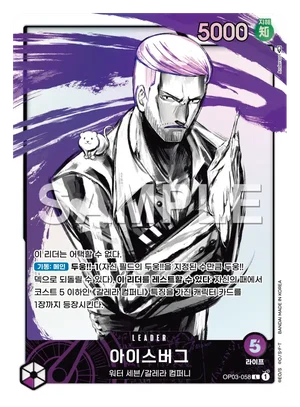 5000
지혜
知
SAMPLE
이 리더는 어택할 수 없다.
기동: 메인 두웅!!-1(자신 필드의 두웅!!을 지정된 수만큼 두웅!!
덱으로 되돌릴 수 있다), 이 리더를 레스트할 수 있다: 자신의 패에서
코스트 5 이하인 《갈레라 컴퍼니》 특징을 가진 캐릭터 카드를
1장까지 등장시킨다.
LEADER
아이스버그
워터 세븐/갈레라 컴퍼니
5
라이프
OP03-058 L 1
BANDAI MADE IN KOREA